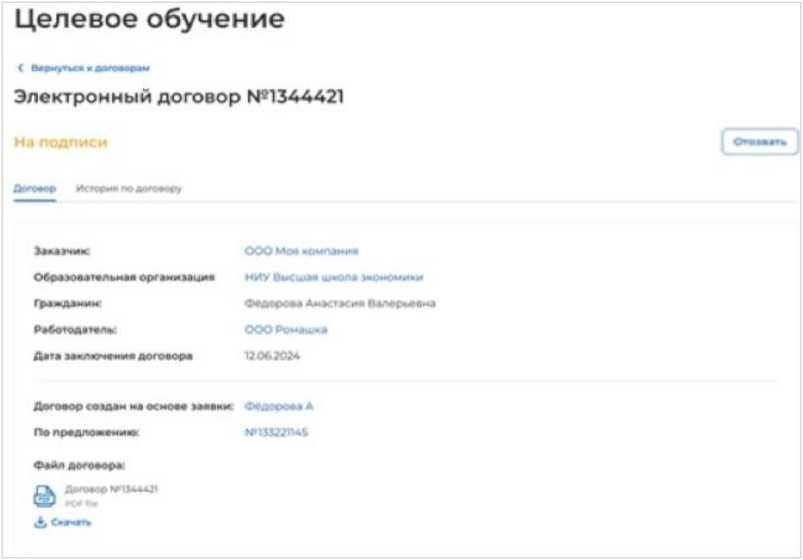 Целевое обучение
Вернуться к договорам
Электронный договор №1344421
На подписи
Отозвать
Договор История по договору
Заказчик: ООО Моя компания
Образовательная организация НИУ Высшая школа экономики
Гражданин: Фёдорова Анастасия Валерьевна
Работодатель: ООО Ромашка
Дата заключения договора 12.06.2024
Договор создан на основе заявки: Фёдорова А
По предложению: №133221145
Файл договора:
Договор №1344421
PDF file
Скачать